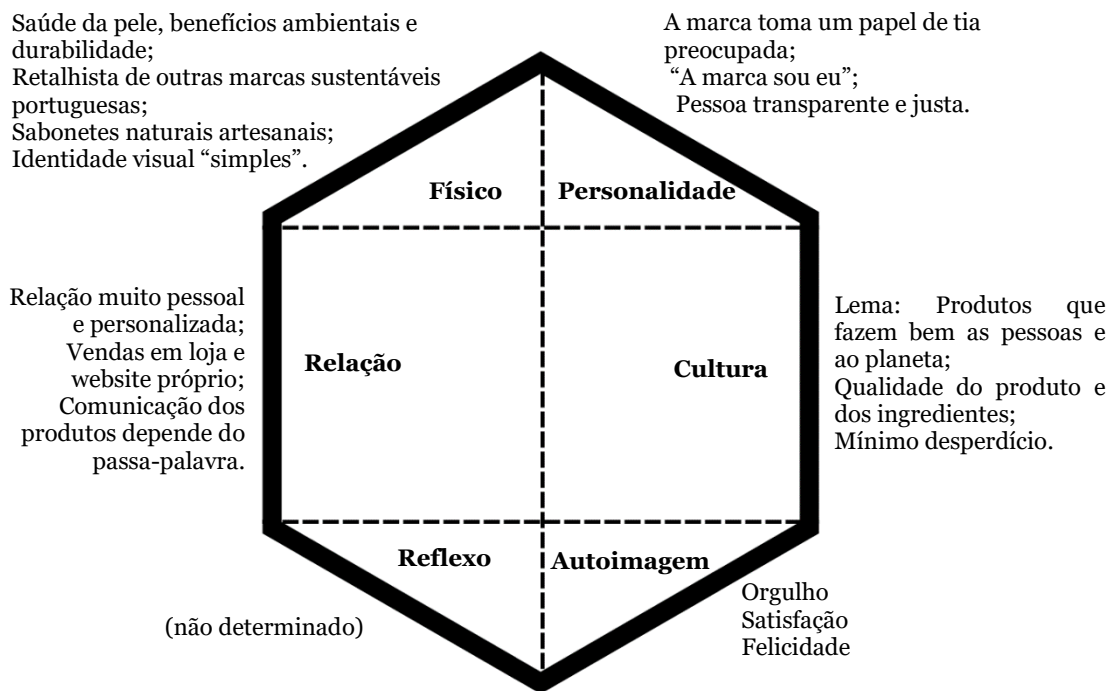 Saúde da pele, benefícios ambientais e
durabilidade;
Retalhista de outras marcas sustentáveis
portuguesas;
Sabonetes naturais artesanais;
Identidade visual “simples”.
A marca toma um papel de tia
preocupada;
“A marca sou eu”;
Pessoa transparente e justa.
Físico
Personalidade
Relação muito pessoal
e personalizada;
Vendas em loja e
website próprio;
Comunicação dos
produtos depende do
passa-palavra.
Relação
Cultura
Lema: Produtos que
fazem bem as pessoas e
ao planeta;
Qualidade do produto e
dos ingredientes;
Mínimo desperdício.
Reflexo
Autoimagem
(não determinado)
Orgulho
Satisfação
Felicidade